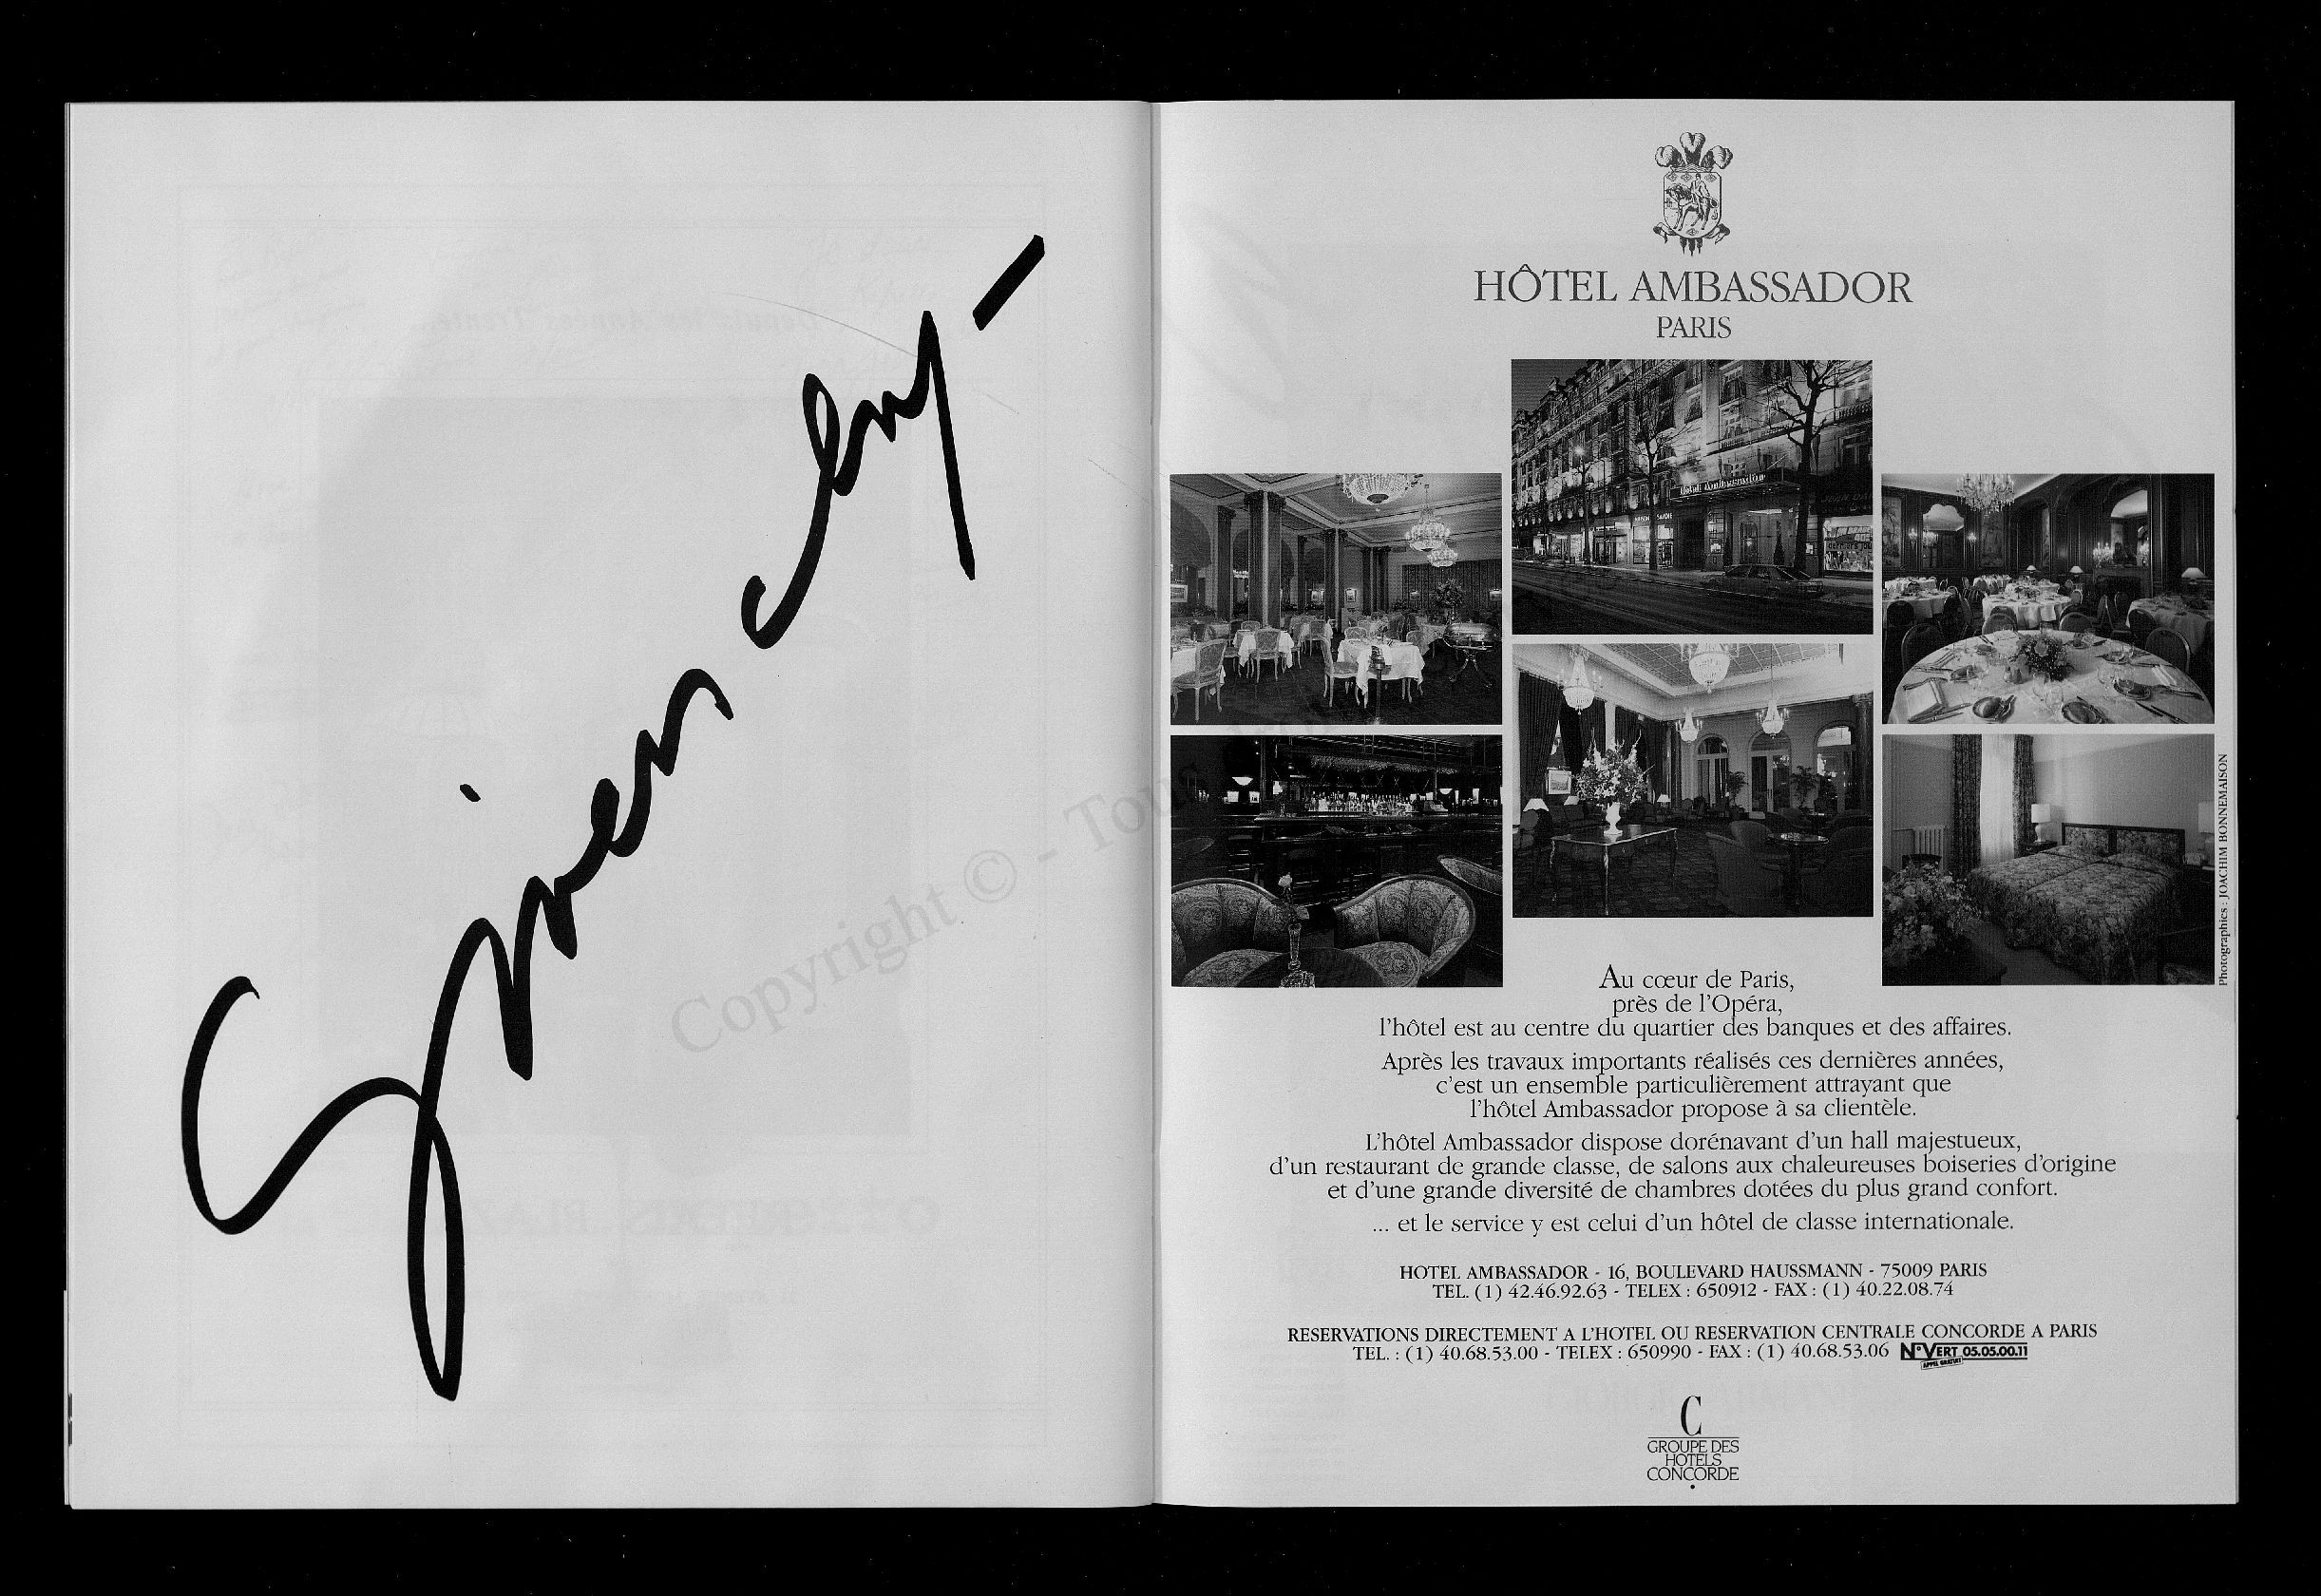 Givenchy -
HÔTEL AMBASSADOR
PARIS
Hôtel Ambassador
Photographies : JOACHIM BONNEMAISON
Au cœur de Paris,
près de l'Opéra,
l'hôtel est au centre du quartier des banques et des affaires.
Après les travaux importants réalisés ces dernières années,
c'est un ensemble particulièrement attrayant que
l'hôtel Ambassador propose à sa clientèle.
L'hôtel Ambassador dispose dorénavant d'un hall majestueux,
d'un restaurant de grande classe, de salons aux chaleureuses boiseries d'origine
et d'une grande diversité de chambres dotées du plus grand confort.
... et le service y est celui d'un hôtel de classe internationale.
HOTEL AMBASSADOR - 16, BOULEVARD HAUSSMANN - 75009 PARIS
TEL. (1) 42.46.92.63 - TELEX : 650912 - FAX : (1) 40.22.08.74
RESERVATIONS DIRECTEMENT A L'HOTEL OU RESERVATION CENTRALE CONCORDE A PARIS
TEL. : (1) 40.68.53.00 - TELEX : 650990 - FAX : (1) 40.68.53.06 N°VERT 05.05.00.11
APPEL GRATUIT
C
GROUPE DES
HOTELS
CONCORDE
Copyright © - Tou